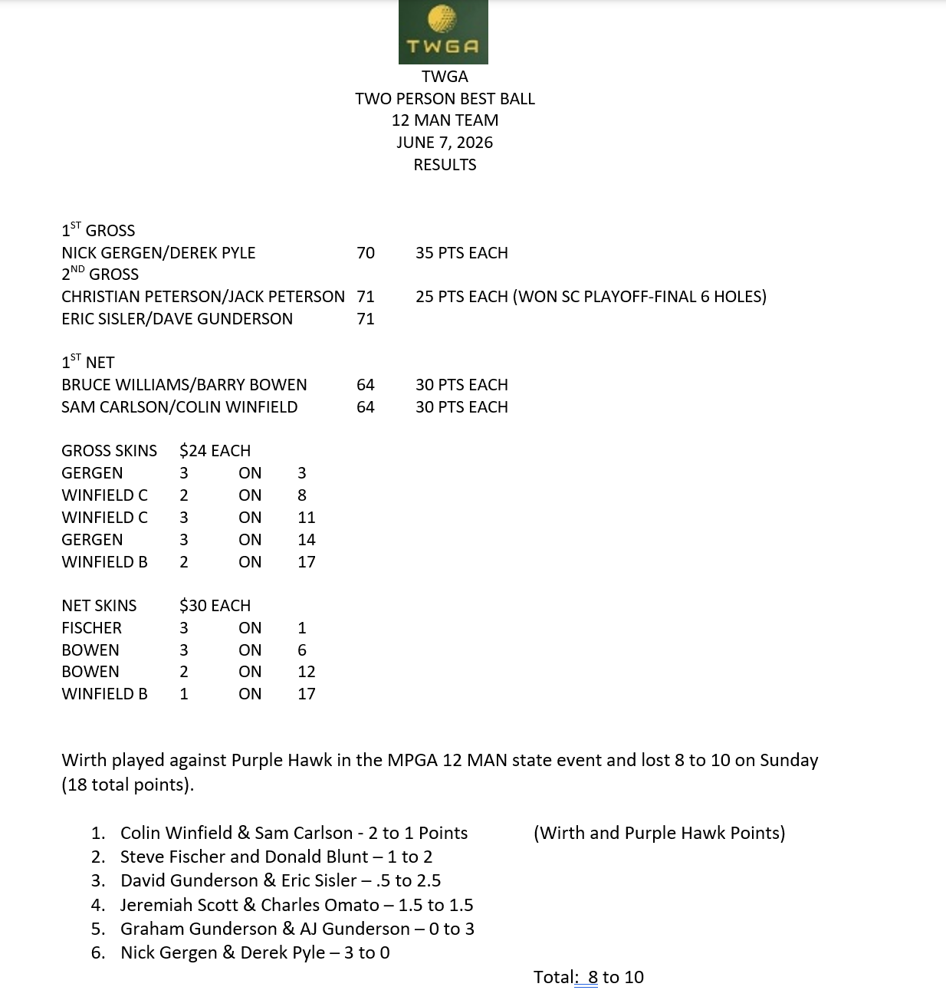 TWGA
TWGA
TWO PERSON BEST BALL
12 MAN TEAM
JUNE 7, 2026
RESULTS
1ST GROSS
NICK GERGEN/DEREK PYLE 70 35 PTS EACH
2ND GROSS
CHRISTIAN PETERSON/JACK PETERSON 71 25 PTS EACH (WON SC PLAYOFF-FINAL 6 HOLES)
ERIC SISLER/DAVE GUNDERSON 71
1ST NET
BRUCE WILLIAMS/BARRY BOWEN 64 30 PTS EACH
SAM CARLSON/COLIN WINFIELD 64 30 PTS EACH
GROSS SKINS $24 EACH
GERGEN 3 ON 3
WINFIELD C 2 ON 8
WINFIELD C 3 ON 11
GERGEN 3 ON 14
WINFIELD B 2 ON 17
NET SKINS $30 EACH
FISCHER 3 ON 1
BOWEN 3 ON 6
BOWEN 2 ON 12
WINFIELD B 1 ON 17
Wirth played against Purple Hawk in the MPGA 12 MAN state event and lost 8 to 10 on Sunday
(18 total points).
1. Colin Winfield & Sam Carlson - 2 to 1 Points (Wirth and Purple Hawk Points)
2. Steve Fischer and Donald Blunt – 1 to 2
3. David Gunderson & Eric Sisler – .5 to 2.5
4. Jeremiah Scott & Charles Omato – 1.5 to 1.5
5. Graham Gunderson & AJ Gunderson – 0 to 3
6. Nick Gergen & Derek Pyle – 3 to 0
Total: 8 to 10